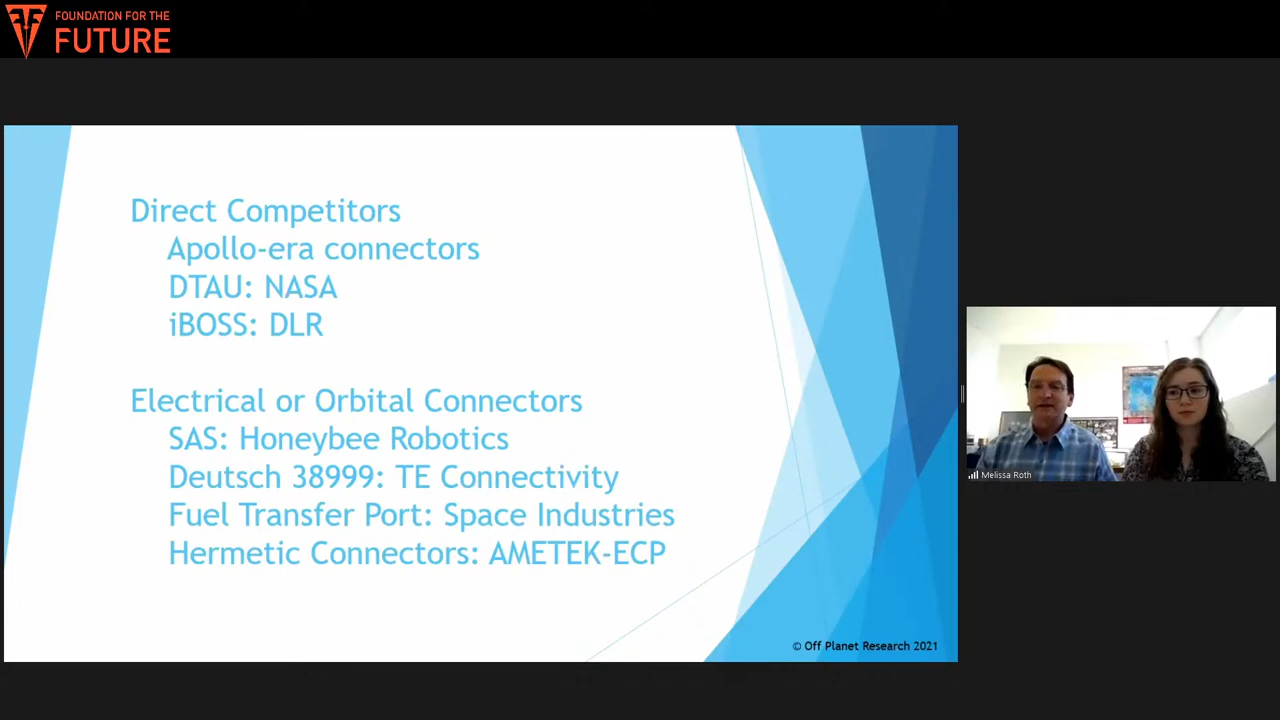 FOUNDATION FOR THE
FUTURE
Direct Competitors
Apollo-era connectors
DTAU: NASA
iBOSS: DLR
Electrical or Orbital Connectors
SAS: Honeybee Robotics
Deutsch 38999: TE Connectivity
Fuel Transfer Port: Space Industries
Hermetic Connectors: AMETEK-ECP
© Off Planet Research 2021
Melissa Roth